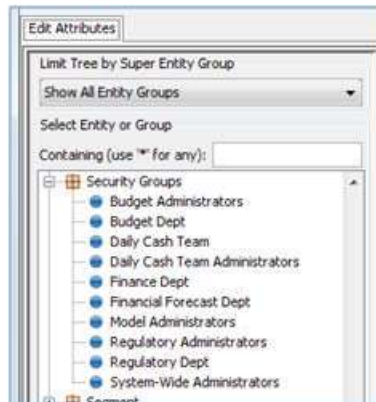 Edit Attributes
Limit Tree by Super Entity Group
Show All Entity Groups
Select Entity or Group
Containing (use '*' for any):
Security Groups
Budget Administrators
Budget Dept
Daily Cash Team
Daily Cash Team Administrators
Finance Dept
Financial Forecast Dept
Model Administrators
Regulatory Administrators
Regulatory Dept
System-Wide Administrators
Segment